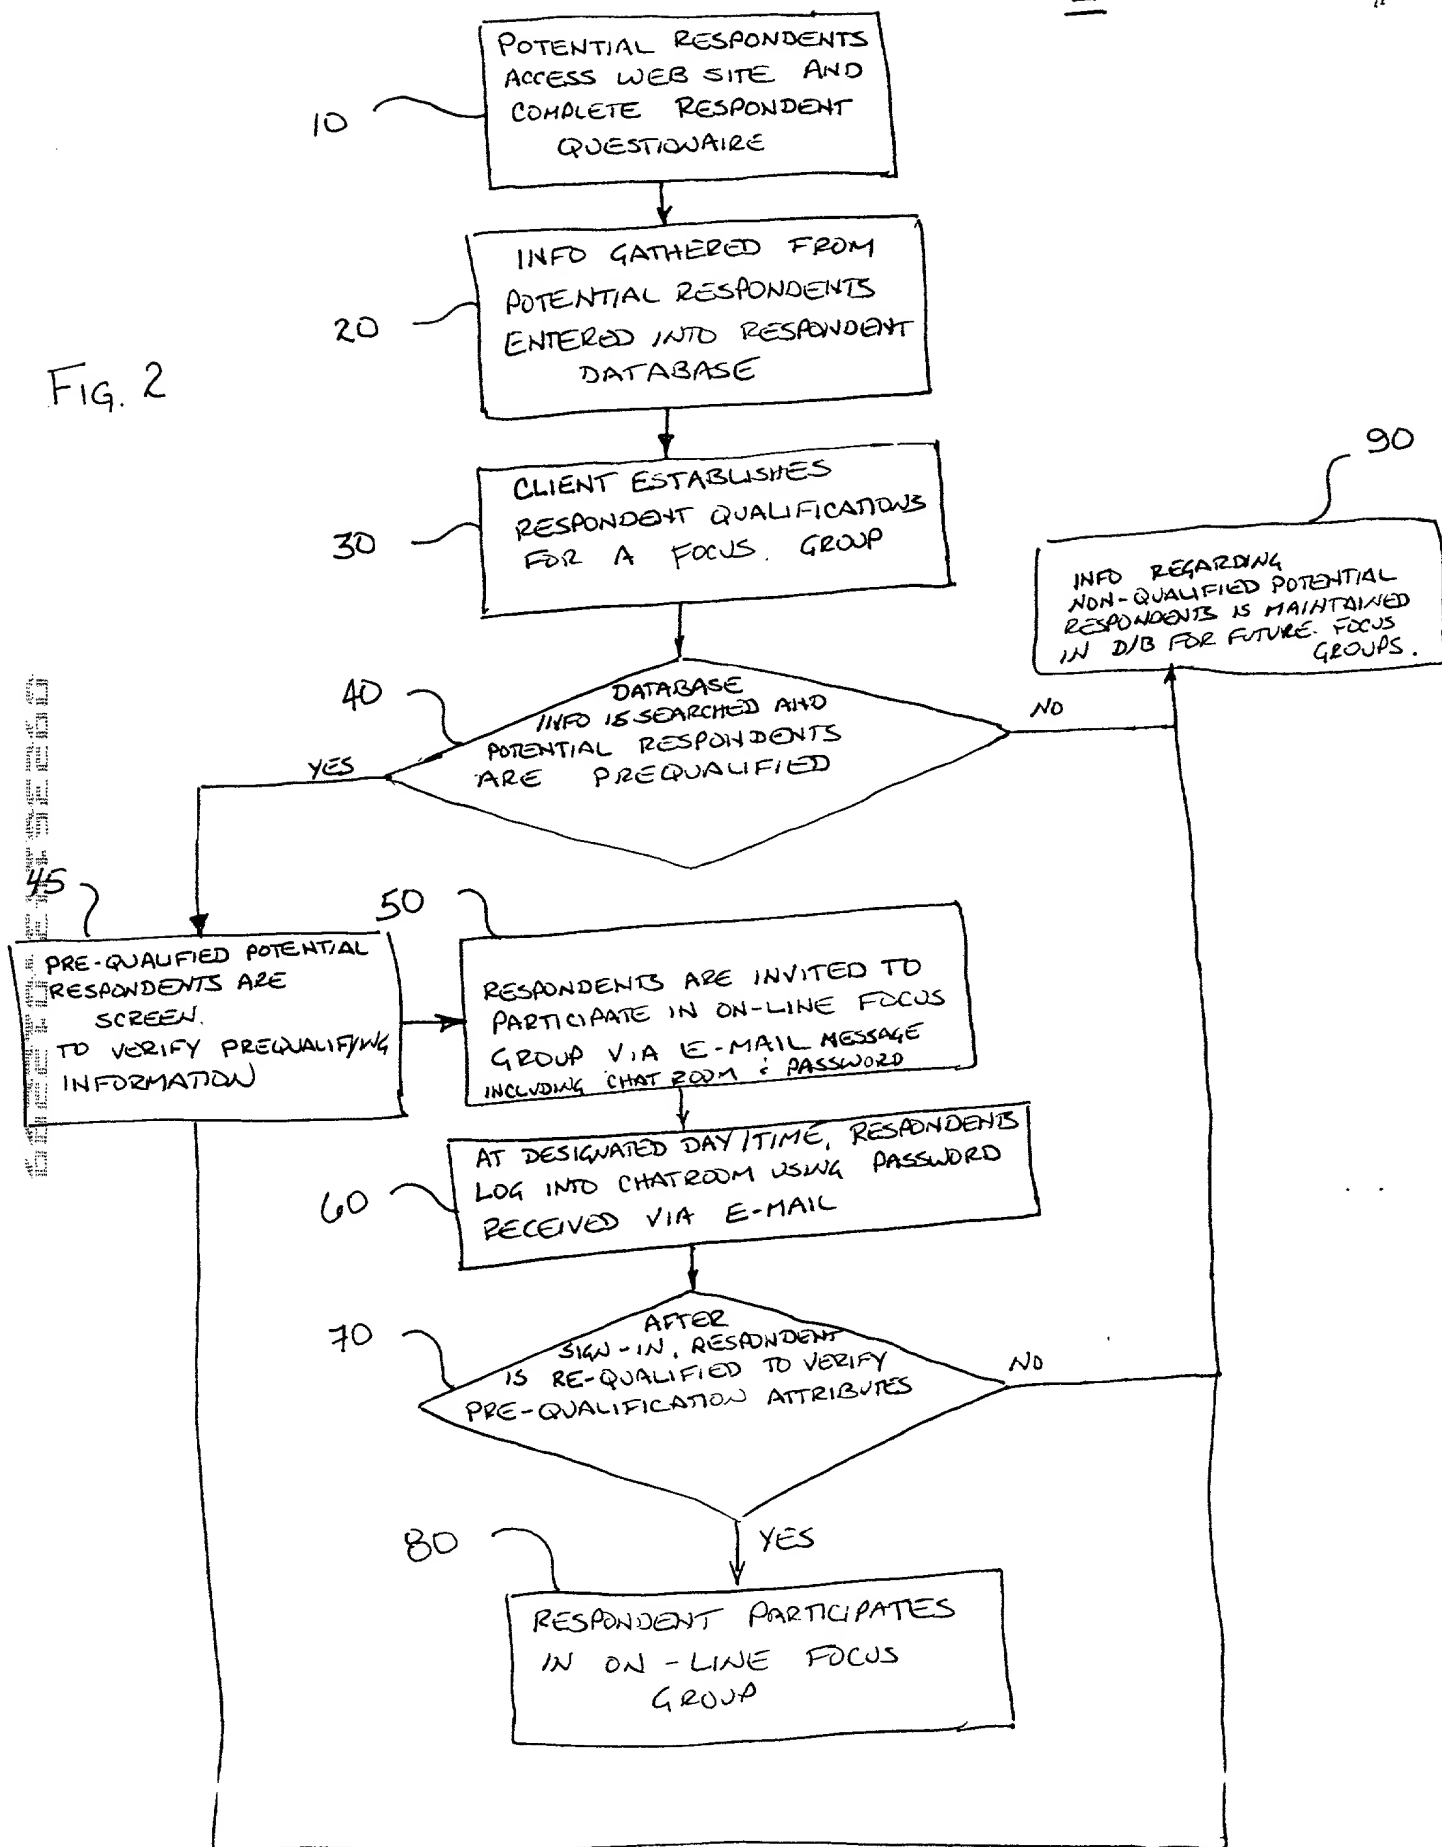 10
POTENTIAL RESPONDENTS
ACCESS WEB SITE AND
COMPLETE RESPONDENT
QUESTIONAIRE
20
INFO GATHERED FROM
POTENTIAL RESPONDENTS
ENTERED INTO RESPONDENT
DATABASE
FIG. 2
30
CLIENT ESTABLISHES
RESPONDENT QUALIFICATIONS
FOR A FOCUS. GROUP
90
INFO REGARDING
NON-QUALIFIED POTENTIAL
RESPONDENTS IS MAINTAINED
IN D/B FOR FUTURE. FOCUS
GROUPS.
40
DATABASE
INFO IS SEARCHED AND
POTENTIAL RESPONDENTS
ARE PREQUALIFIED
NO
YES
45
PRE-QUALIFIED POTENTIAL
RESPONDENTS ARE
SCREEN.
TO VERIFY PREQUALIFYING
INFORMATION
50
RESPONDENTS ARE INVITED TO
PARTICIPATE IN ON-LINE FOCUS
GROUP VIA E-MAIL MESSAGE
INCLUDING CHAT ROOM & PASSWORD
60
AT DESIGNATED DAY/TIME, RESPONDENTS
LOG INTO CHATROOM USING PASSWORD
RECEIVED VIA E-MAIL
70
AFTER
SIGN-IN, RESPONDENT
IS RE-QUALIFIED TO VERIFY
PRE-QUALIFICATION ATTRIBUTES
NO
YES
80
RESPONDENT PARTICIPATES
IN ON-LINE FOCUS
GROUP